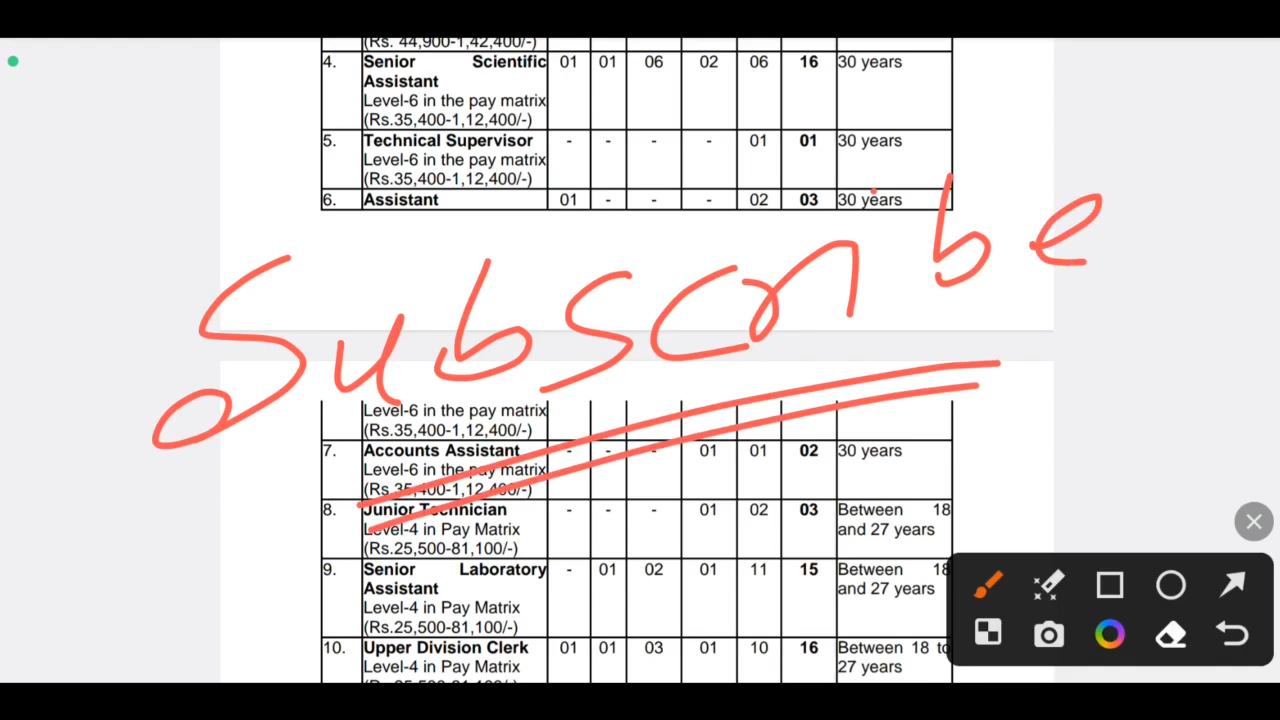 (Rs. 44,900-1,42,400/-)
4. Senior Scientific 01 01 06 02 06 16 30 years
Assistant
Level-6 in the pay matrix
(Rs.35,400-1,12,400/-)
5. Technical Supervisor - - - - 01 01 30 years
Level-6 in the pay matrix
(Rs.35,400-1,12,400/-)
6. Assistant 01 - - - 02 03 30 years
Subscribe
Level-6 in the pay matrix
(Rs.35,400-1,12,400/-)
7. Accounts Assistant - - - 01 01 02 30 years
Level-6 in the pay matrix
(Rs.35,400-1,12,400/-)
8. Junior Technician - - - 01 02 03 Between 18
Level-4 in Pay Matrix and 27 years
(Rs.25,500-81,100/-)
9. Senior Laboratory - 01 02 01 11 15 Between 18
Assistant and 27 years
Level-4 in Pay Matrix
(Rs.25,500-81,100/-)
10. Upper Division Clerk 01 01 03 01 10 16 Between 18 to
Level-4 in Pay Matrix 27 years